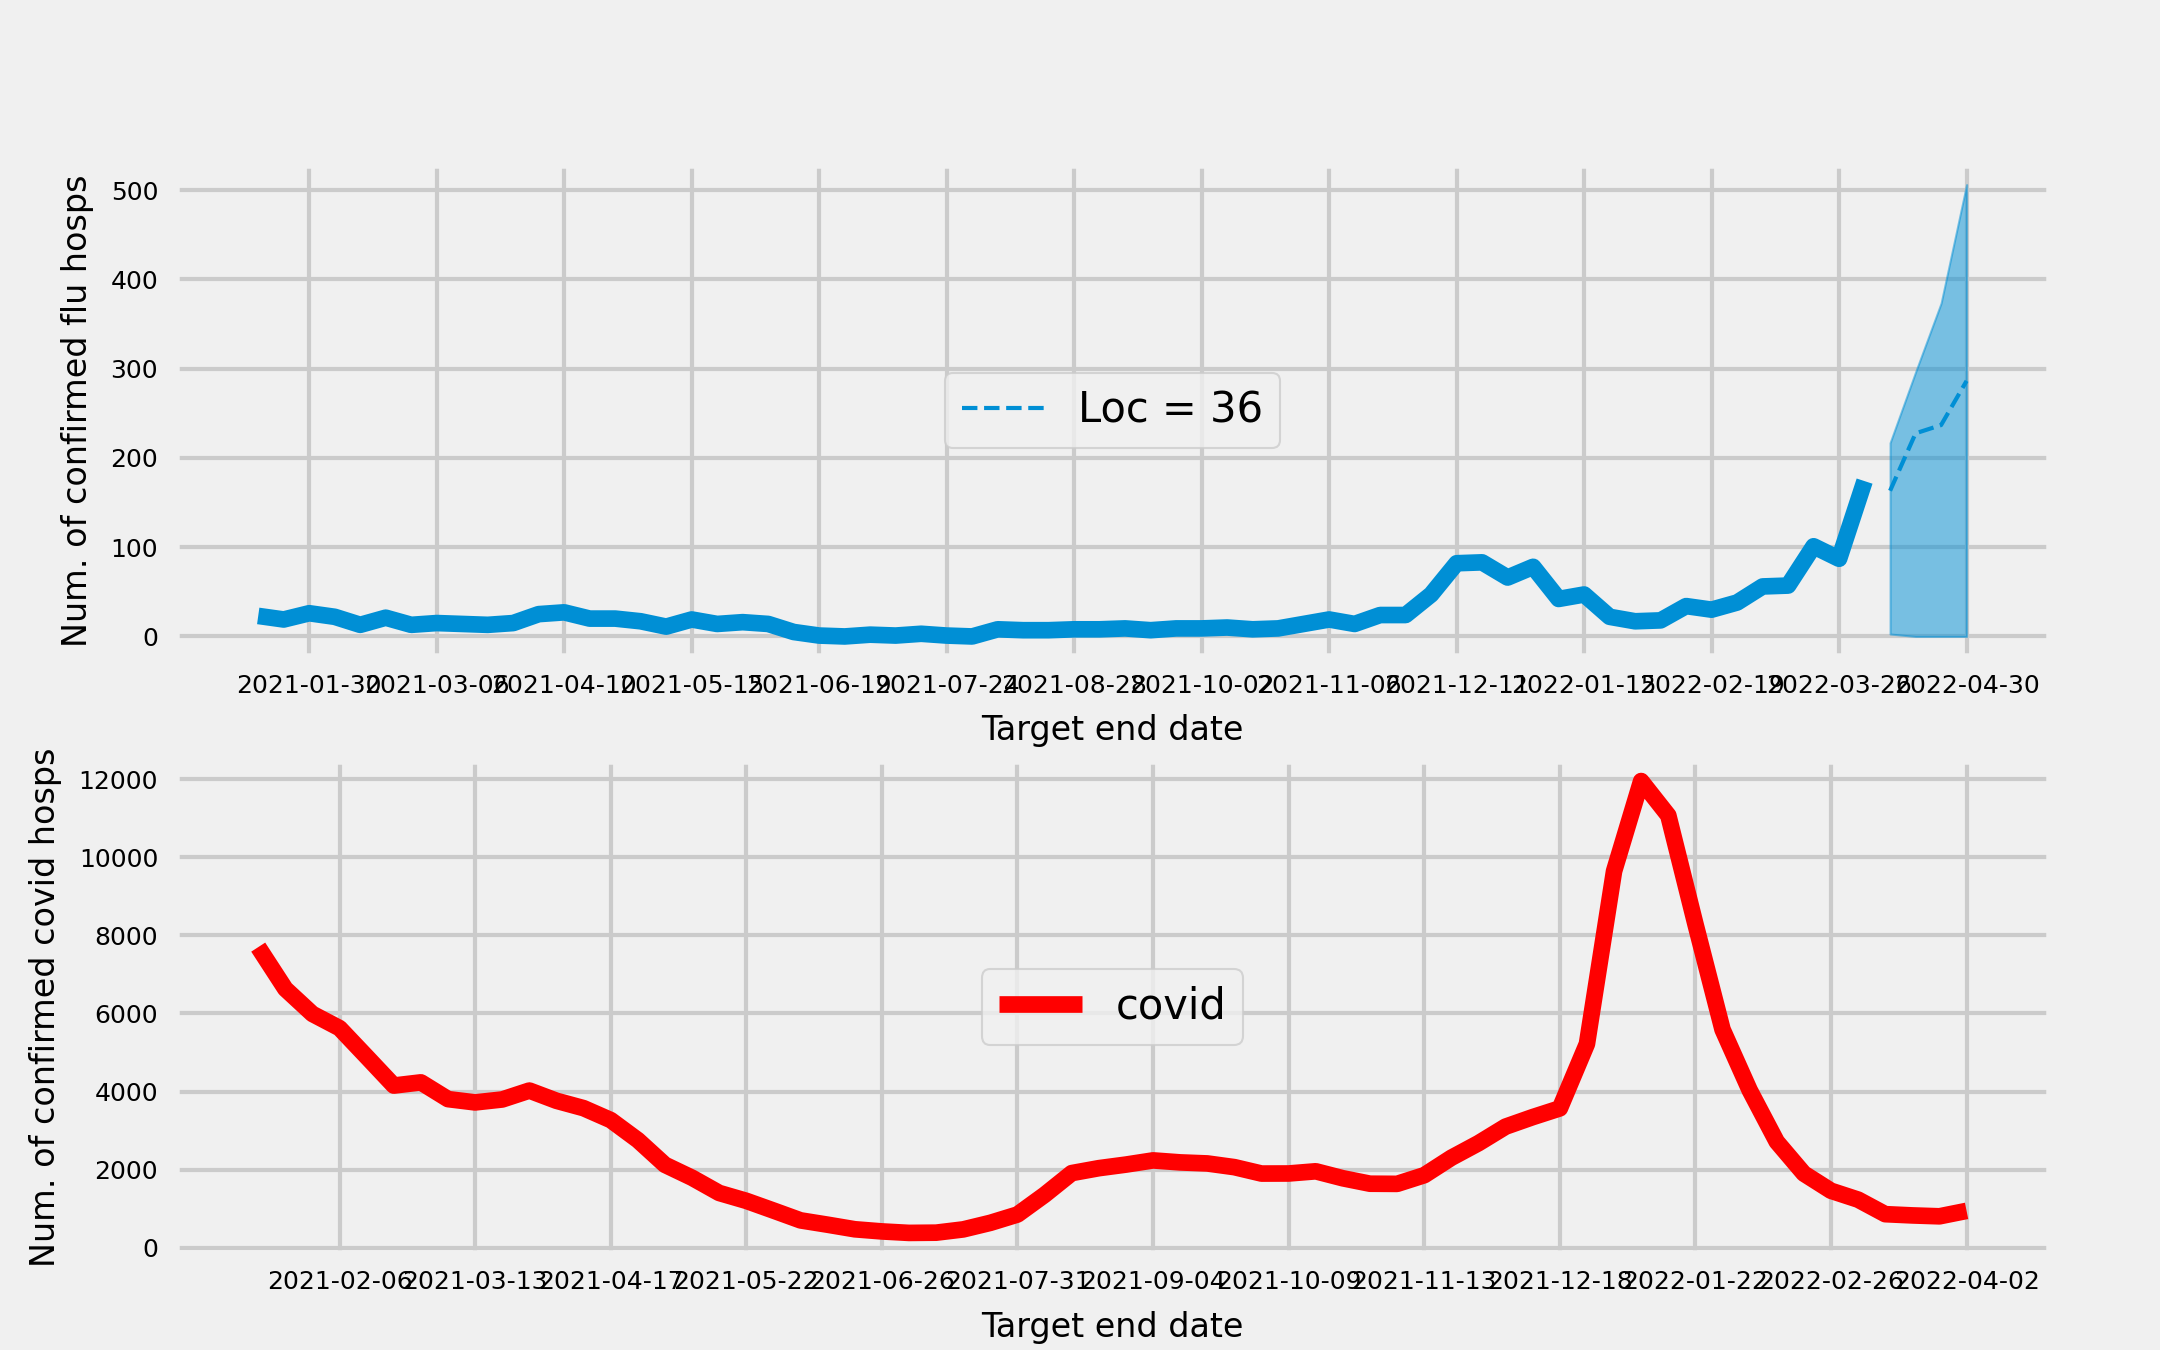 Num. of confirmed flu hosps
500
400
300
200
100
0
Loc = 36
2021-01-30 2021-03-06 2021-04-10 2021-05-15 2021-06-19 2021-07-24 2021-08-28 2021-10-02 2021-11-06 2021-12-11 2022-01-15 2022-02-19 2022-03-26 2022-04-30
Target end date
Num. of confirmed covid hosps
12000
10000
8000
6000
4000
2000
0
covid
2021-02-06 2021-03-13 2021-04-17 2021-05-22 2021-06-26 2021-07-31 2021-09-04 2021-10-09 2021-11-13 2021-12-18 2022-01-22 2022-02-26 2022-04-02
Target end date